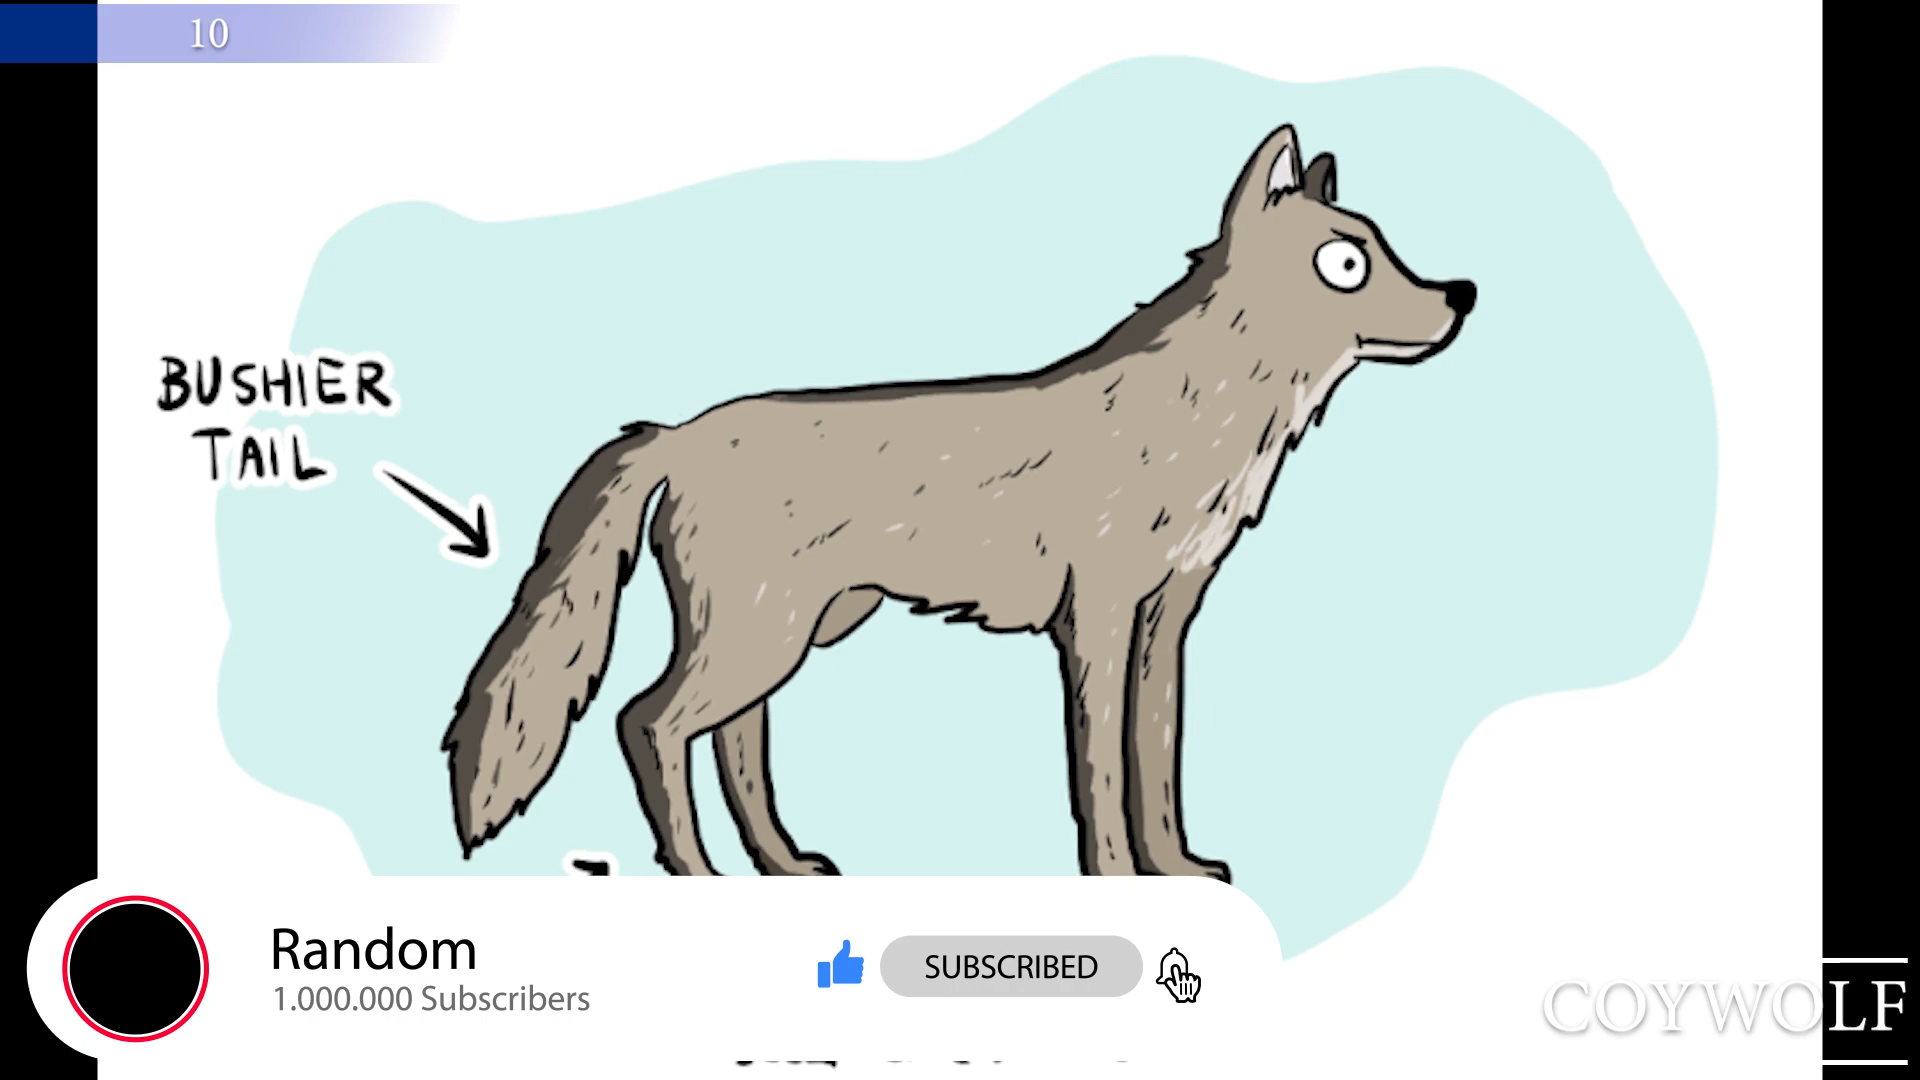 10
BUSHIER
TAIL
Random
1.000.000 Subscribers
SUBSCRIBED
COYWOLF